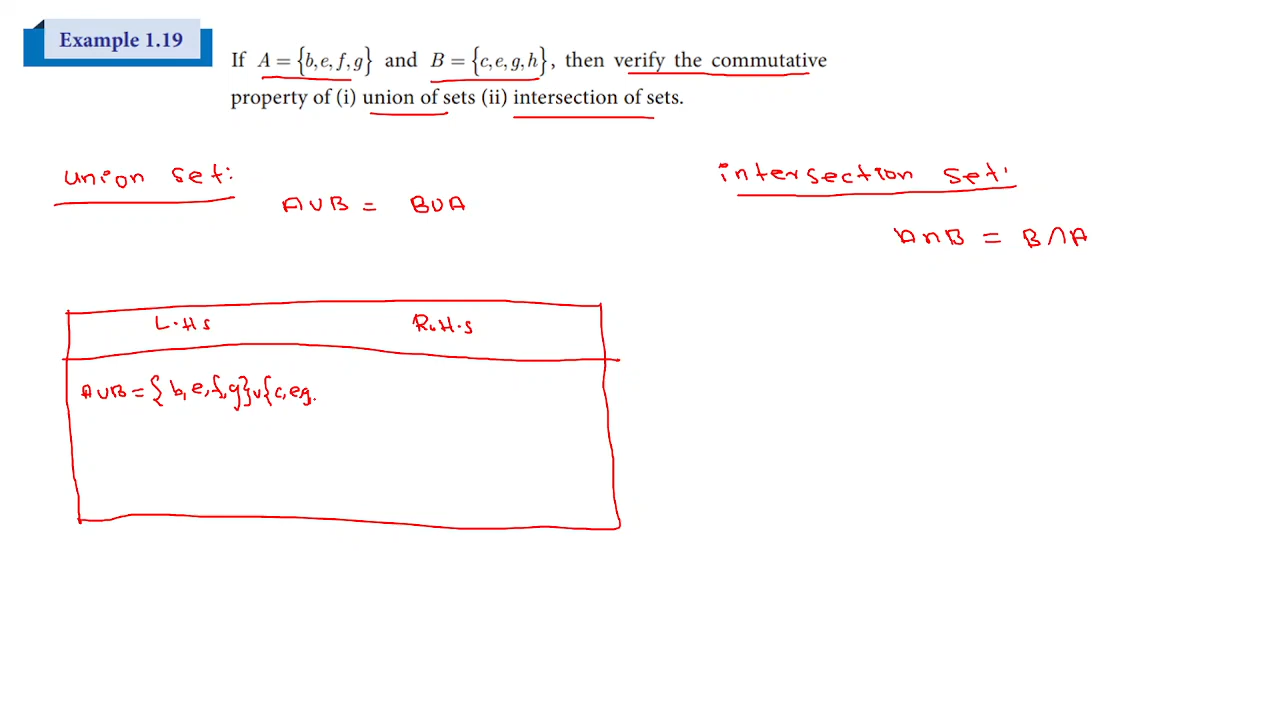 Example 1.19
If A = {b, e, f, g} and B = {c, e, g, h}, then verify the commutative
property of (i) union of sets (ii) intersection of sets.
union set:
A∪B = B∪A
intersection set:
A∩B = B∩A
L.H.S R.H.S
A∪B = {b, e, f, g}∪{c, e g.